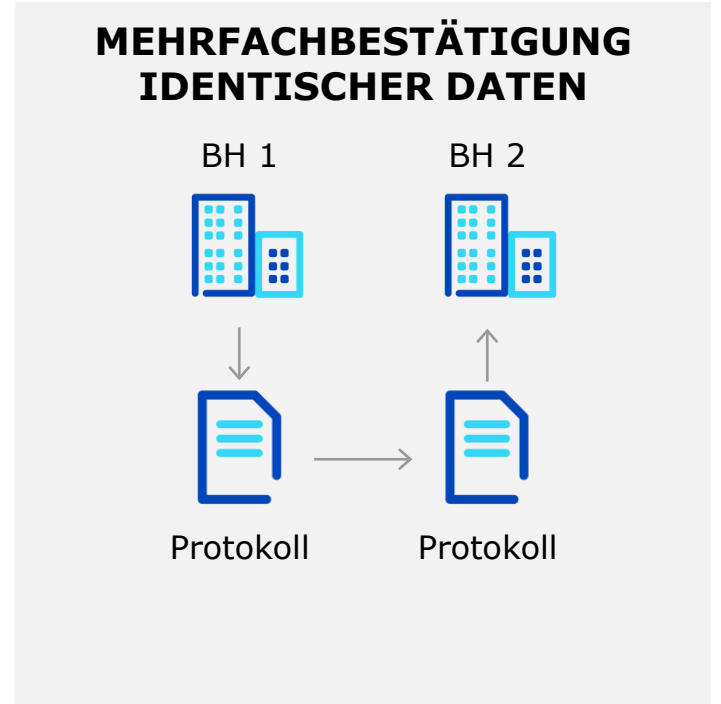 MEHRFACHBESTÄTIGUNG
IDENTISCHER DATEN
BH 1 BH 2
Protokoll Protokoll